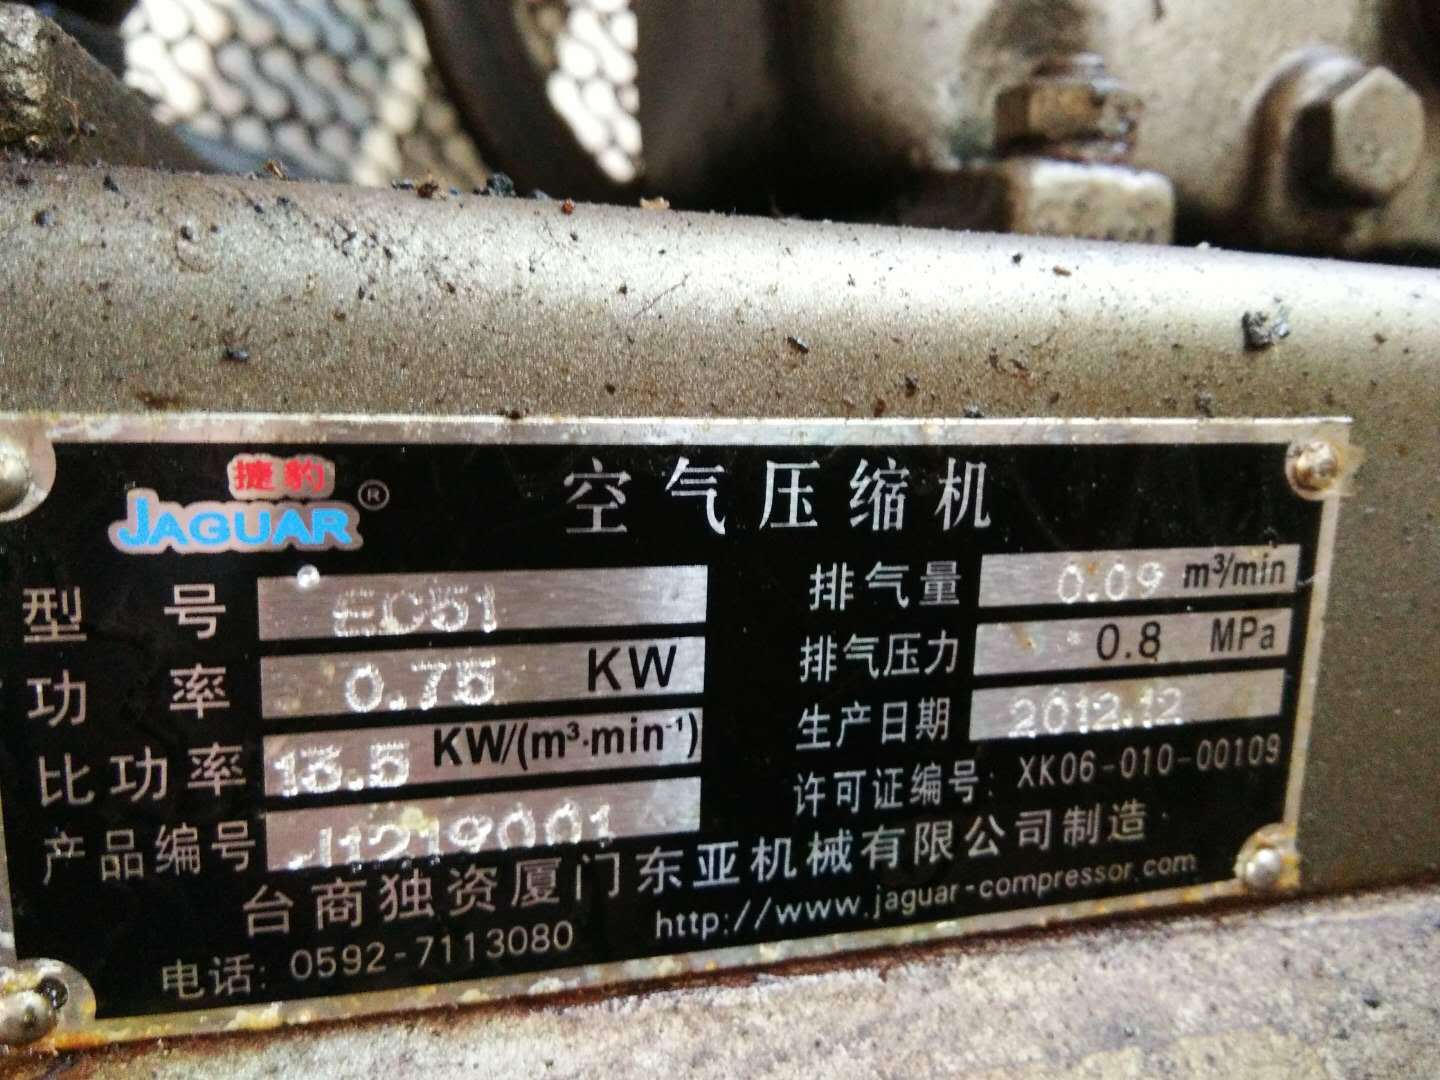 捷豹
JAGUAR ®
空气压缩机
型号 EC51
功率 0.75 KW
比功率 13.5 KW/(m³·min⁻¹)
产品编号 J1219001
排气量 0.09 m³/min
排气压力 0.8 MPa
生产日期 2012.12
许可证编号: XK06-010-00109
台商独资厦门东亚机械有限公司制造
电话: 0592-7113080
http://www.jaguar-compressor.com